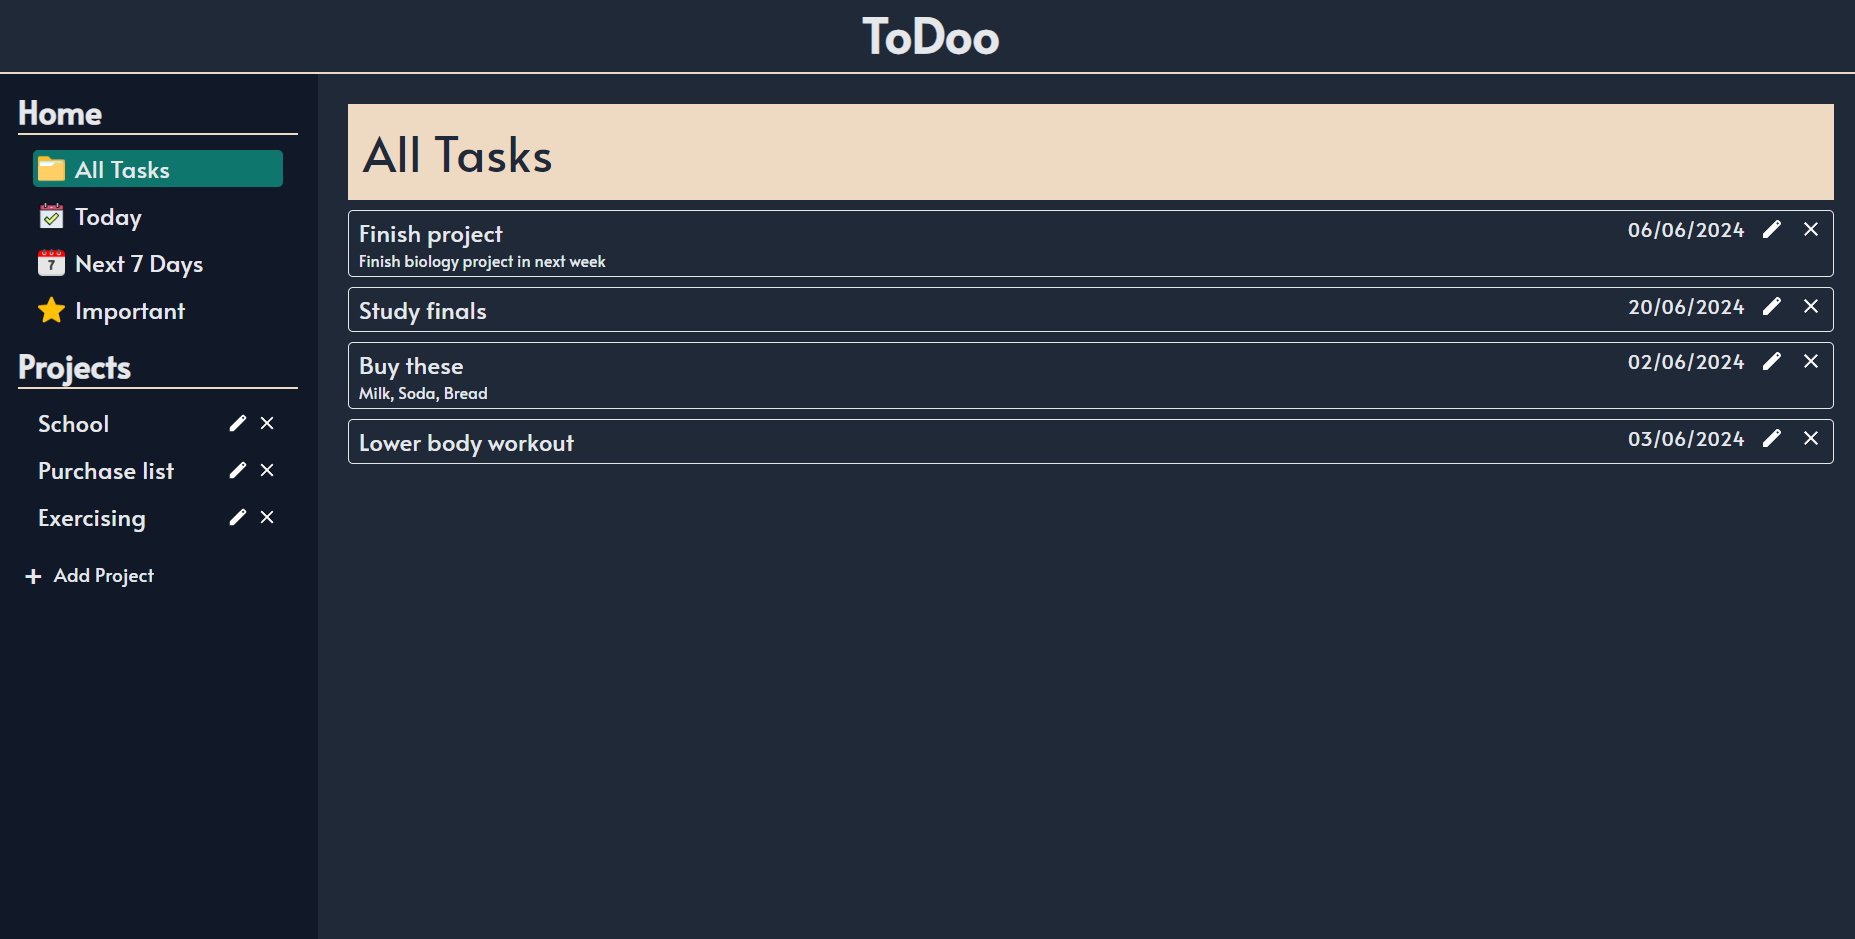 ToDoo
Home
All Tasks
Today
7 Next 7 Days
Important
Projects
School
Purchase list
Exercising
+ Add Project
All Tasks
Finish project 06/06/2024
Finish biology project in next week
Study finals 20/06/2024
Buy these 02/06/2024
Milk, Soda, Bread
Lower body workout 03/06/2024